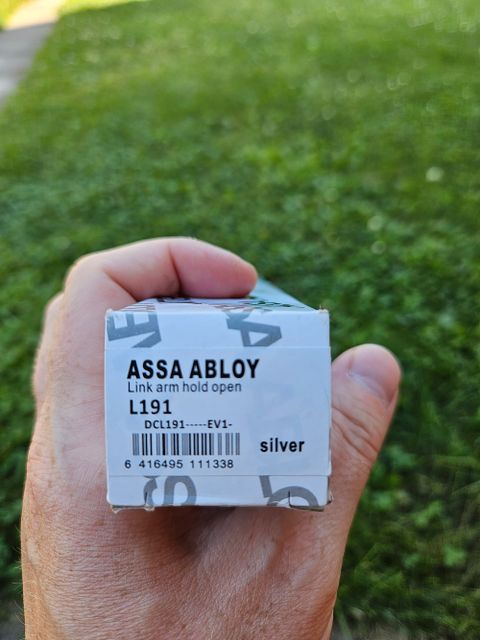 ASSA ABLOY
Link arm hold open
L191
DCL191-----EV1-
silver
6 416495 111338